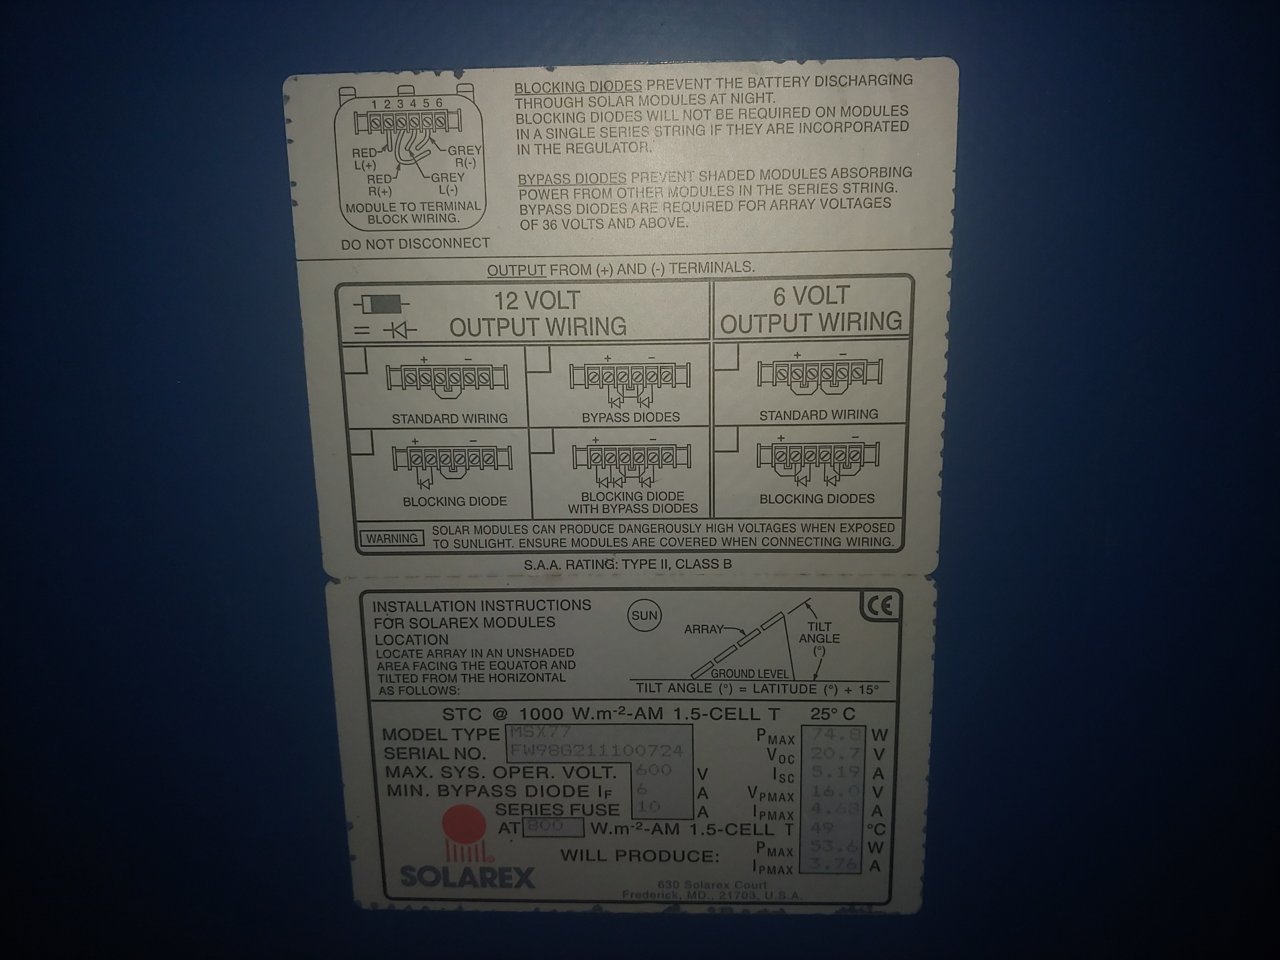 1 2 3 4 5 6
RED
L(+)
GREY
R(-)
RED
R(+)
GREY
L(-)
MODULE TO TERMINAL
BLOCK WIRING.
DO NOT DISCONNECT
BLOCKING DIODES PREVENT THE BATTERY DISCHARGING
THROUGH SOLAR MODULES AT NIGHT.
BLOCKING DIODES WILL NOT BE REQUIRED ON MODULES
IN A SINGLE SERIES STRING IF THEY ARE INCORPORATED
IN THE REGULATOR.
BYPASS DIODES PREVENT SHADED MODULES ABSORBING
POWER FROM OTHER MODULES IN THE SERIES STRING.
BYPASS DIODES ARE REQUIRED FOR ARRAY VOLTAGES
OF 36 VOLTS AND ABOVE.
OUTPUT FROM (+) AND (-) TERMINALS.
=
12 VOLT
OUTPUT WIRING
6 VOLT
OUTPUT WIRING
+ −
STANDARD WIRING
+ −
BYPASS DIODES
+ −
STANDARD WIRING
+ −
BLOCKING DIODE
+ −
BLOCKING DIODE
WITH BYPASS DIODES
+ −
BLOCKING DIODES
WARNING
SOLAR MODULES CAN PRODUCE DANGEROUSLY HIGH VOLTAGES WHEN EXPOSED
TO SUNLIGHT. ENSURE MODULES ARE COVERED WHEN CONNECTING WIRING.
S.A.A. RATING: TYPE II, CLASS B
INSTALLATION INSTRUCTIONS
FOR SOLAREX MODULES
LOCATION
LOCATE ARRAY IN AN UNSHADED
AREA FACING THE EQUATOR AND
TILTED FROM THE HORIZONTAL
AS FOLLOWS:
SUN
ARRAY
TILT
ANGLE
(°)
CE
GROUND LEVEL
TILT ANGLE (°) = LATITUDE (°) + 15°
STC @ 1000 W.m-2-AM 1.5-CELL T 25° C
MODEL TYPE MSX77
SERIAL NO. FW98G211100724
MAX. SYS. OPER. VOLT. 600 V
MIN. BYPASS DIODE IF 6 A
SERIES FUSE 10 A
PMAX 74.8 W
VOC 20.7 V
ISC 5.19 A
VPMAX 16.0 V
IPMAX 4.68 A
AT 800 W.m-2-AM 1.5-CELL T 49 °C
WILL PRODUCE:
PMAX 53.6 W
IPMAX 3.76 A
SOLAREX
630 Solarex Court
Frederick, MD., 21703, U.S.A.